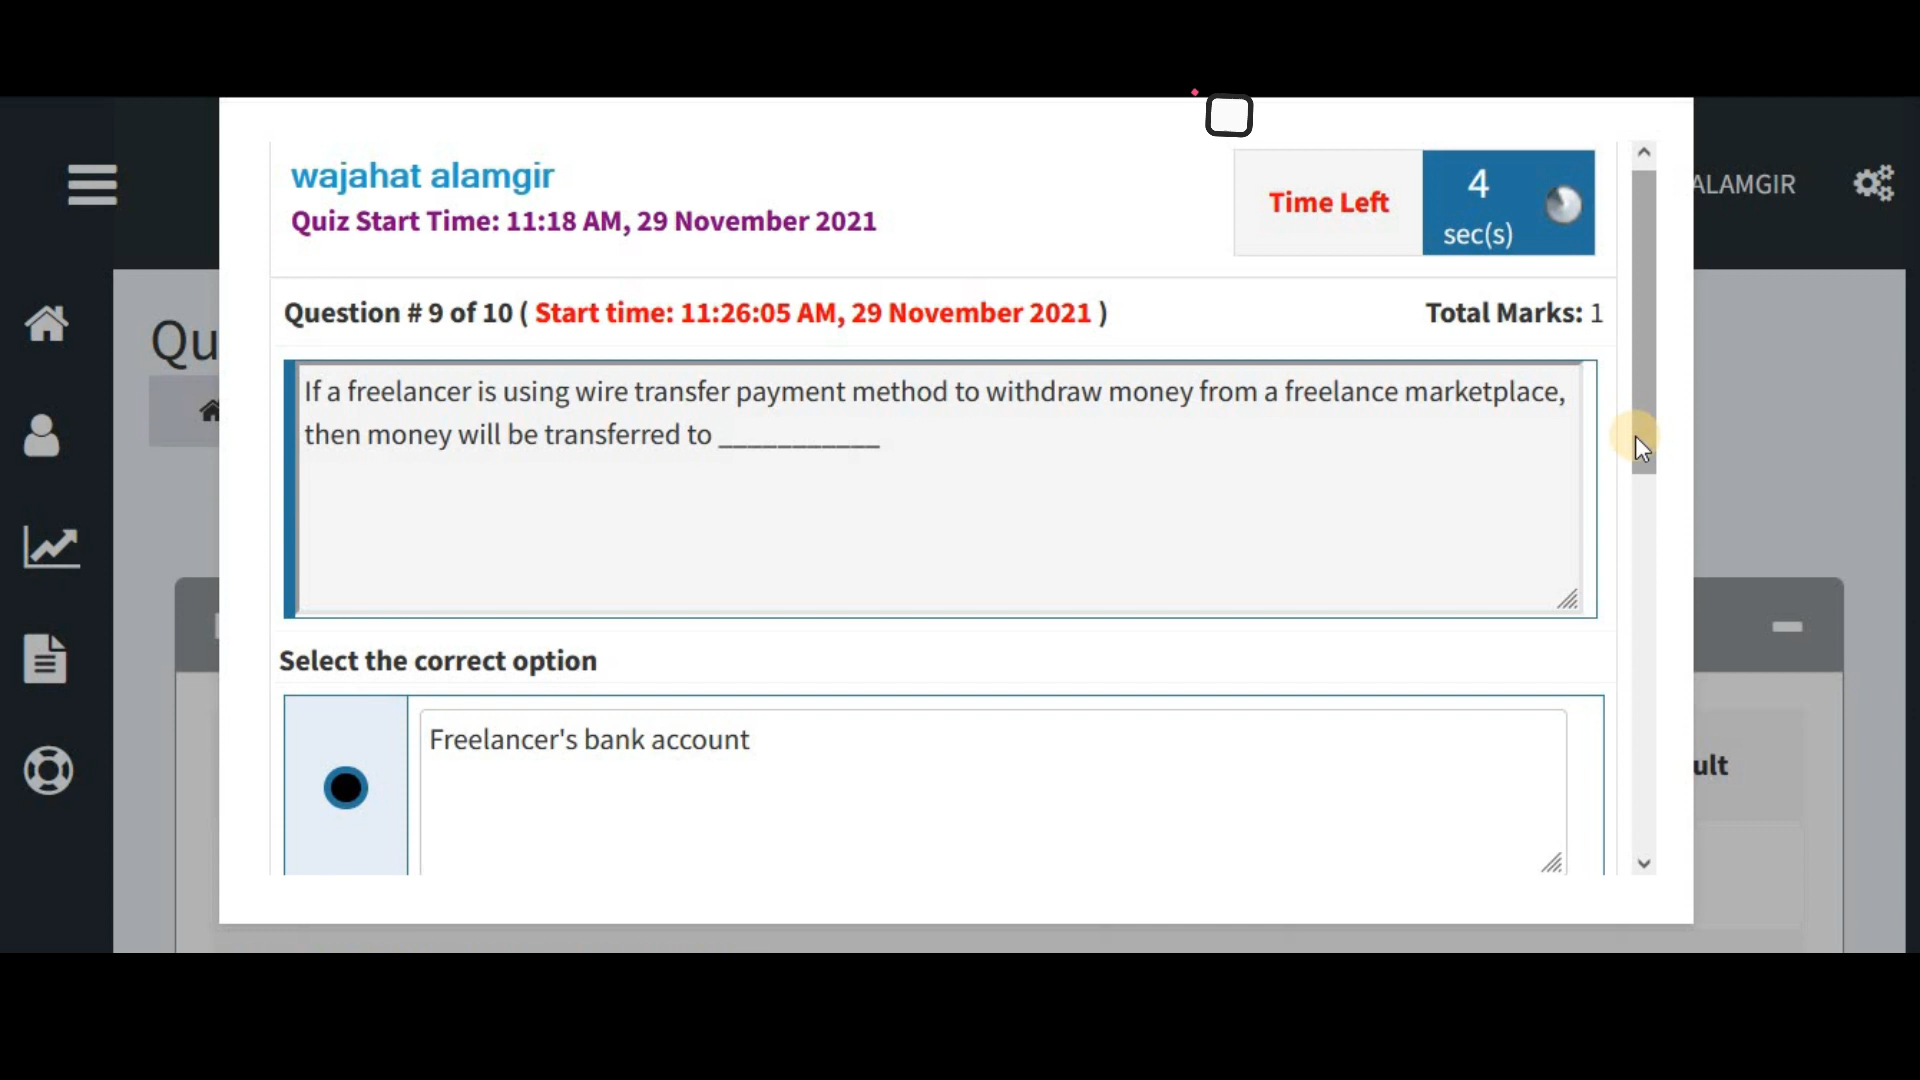 wajahat alamgir
Quiz Start Time: 11:18 AM, 29 November 2021
Time Left
4
sec(s)
ALAMGIR
Question # 9 of 10 ( Start time: 11:26:05 AM, 29 November 2021 )
Total Marks: 1
Qu
If a freelancer is using wire transfer payment method to withdraw money from a freelance marketplace,
then money will be transferred to ___________
Select the correct option
Freelancer's bank account
ult